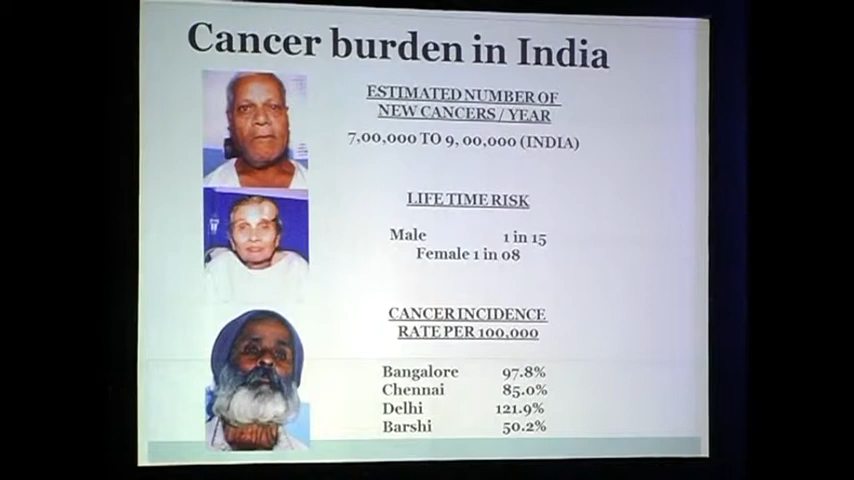 Cancer burden in India
ESTIMATED NUMBER OF
NEW CANCERS / YEAR
7,00,000 TO 9, 00,000 (INDIA)
LIFE TIME RISK
Male 1 in 15
Female 1 in 08
CANCER INCIDENCE
RATE PER 100,000
Bangalore 97.8%
Chennai 85.0%
Delhi 121.9%
Barshi 50.2%